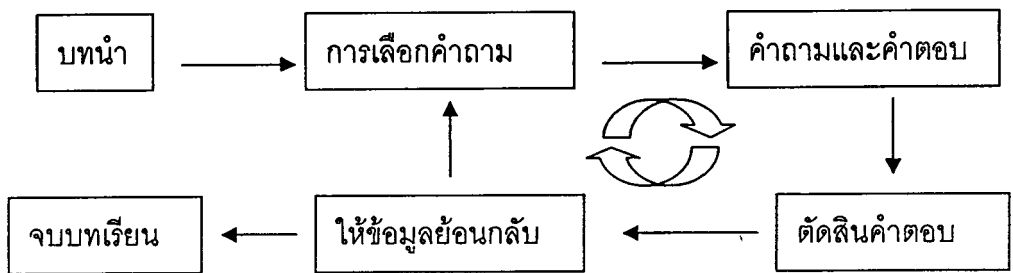 บทนำ
การเลือกคำถาม
คำถามและคำตอบ
จบบทเรียน
ให้ข้อมูลย้อนกลับ
ตัดสินคำตอบ